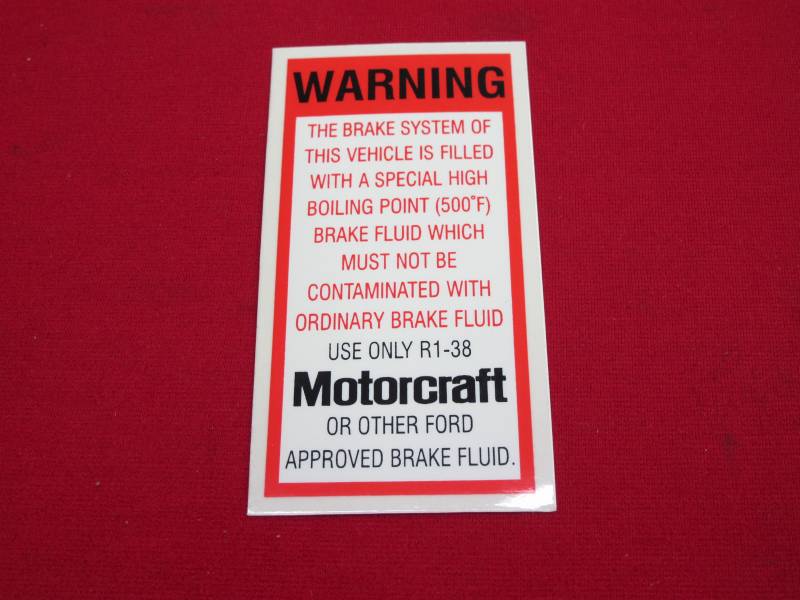 WARNING
THE BRAKE SYSTEM OF
THIS VEHICLE IS FILLED
WITH A SPECIAL HIGH
BOILING POINT (500°F)
BRAKE FLUID WHICH
MUST NOT BE
CONTAMINATED WITH
ORDINARY BRAKE FLUID
USE ONLY R1-38
Motorcraft
OR OTHER FORD
APPROVED BRAKE FLUID.